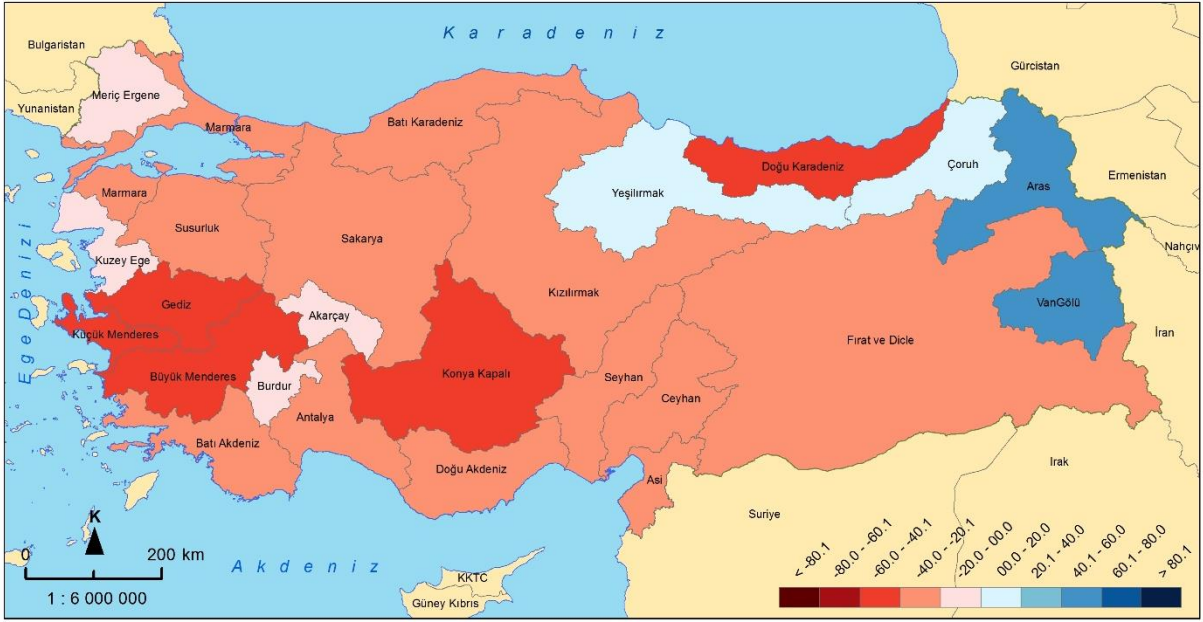 Karadeniz
Bulgaristan
Gürcistan
Meriç Ergene
Yunanistan
Marmara
Batı Karadeniz
Doğu Karadeniz
Çoruh
Ermenistan
Marmara
Yeşilırmak
Aras
Susurluk
Sakarya
Nahçıv
Kuzey Ege
Ege Denizi
Gediz
Kızılırmak
VanGölü
Akarçay
Küçük Menderes
İran
Fırat ve Dicle
Büyük Menderes
Burdur
Konya Kapalı
Seyhan
Ceyhan
Antalya
Batı Akdeniz
Doğu Akdeniz
Asi
Irak
Suriye
K
0 200 km
1 : 6 000 000
Akdeniz
KKTC
Güney Kıbrıs
< -80.1
-80.0 - -60.1
-60.0 - -40.1
-40.0 - -20.1
-20.0 - 00.0
00.0 - 20.0
20.1 - 40.0
40.1 - 60.0
60.1 - 80.0
> 80.1